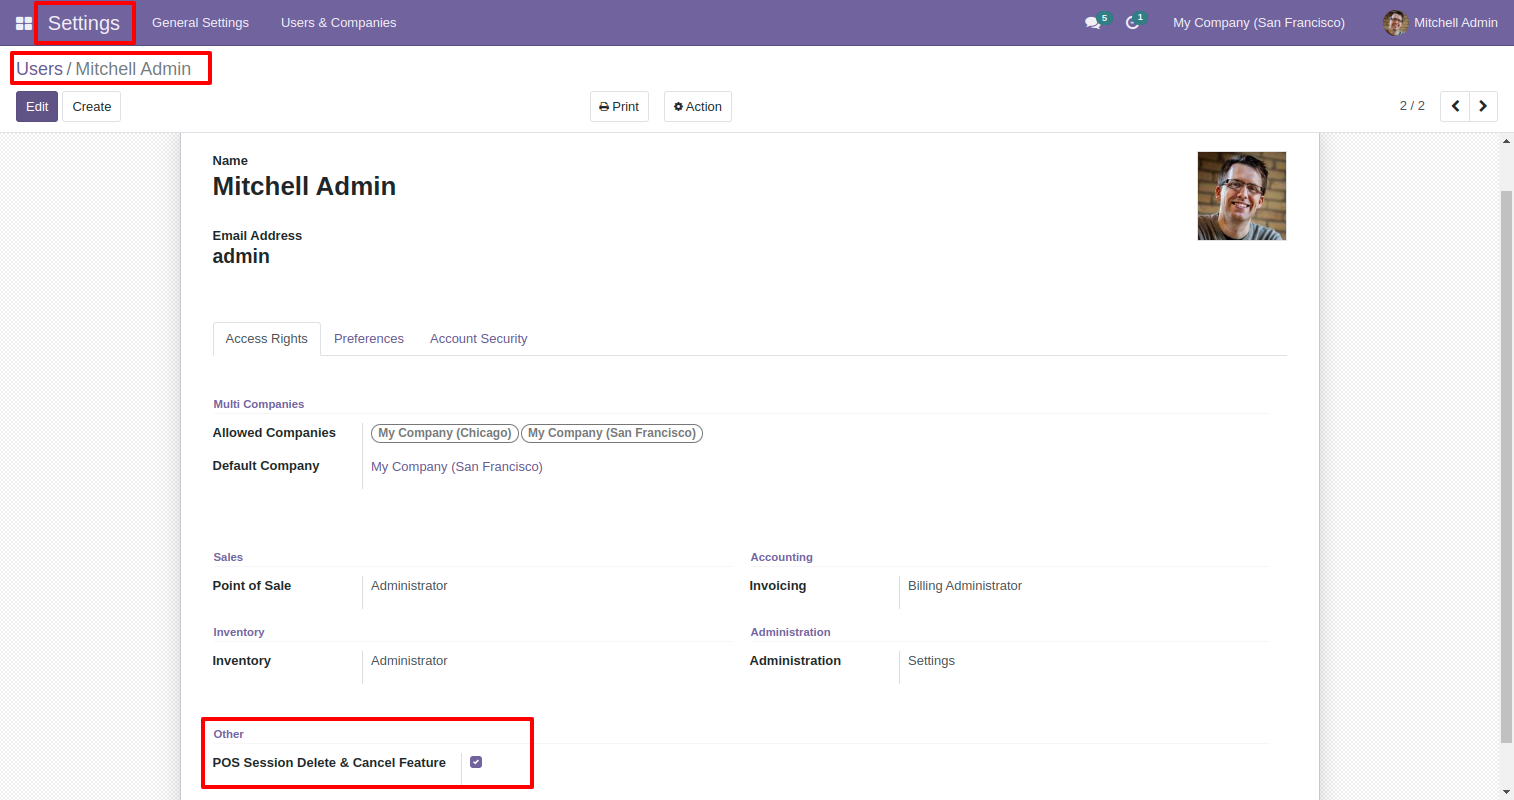 Settings General Settings Users & Companies 5 1 My Company (San Francisco) Mitchell Admin
Users / Mitchell Admin
Edit Create Print Action 2 / 2
Name
Mitchell Admin
Email Address
admin
Access Rights Preferences Account Security
Multi Companies
Allowed Companies My Company (Chicago) My Company (San Francisco)
Default Company My Company (San Francisco)
Sales Accounting
Point of Sale Administrator Invoicing Billing Administrator
Inventory Administration
Inventory Administrator Administration Settings
Other
POS Session Delete & Cancel Feature